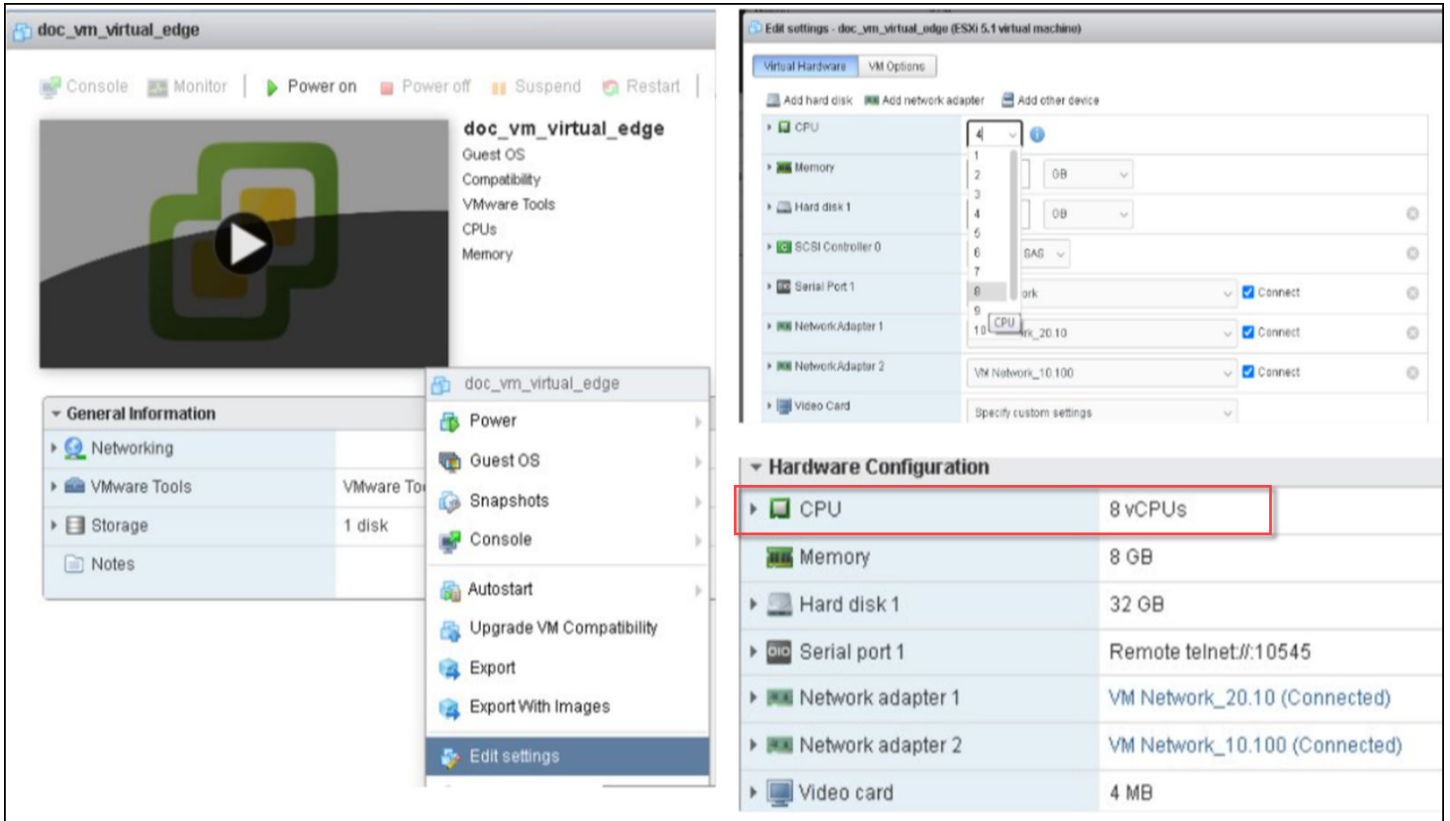 doc_vm_virtual_edge
Console Monitor Power on Power off Suspend Restart
doc_vm_virtual_edge
Guest OS
Compatibility
VMware Tools
CPUs
Memory
General Information
Networking
VMware Tools VMware To
Storage 1 disk
Notes
doc_vm_virtual_edge
Power
Guest OS
Snapshots
Console
Autostart
Upgrade VM Compatibility
Export
Export With Images
Edit settings
Edit settings - doc_vm_virtual_edge (ESXi 5.1 virtual machine)
Virtual Hardware VM Options
Add hard disk Add network adapter Add other device
CPU 4
1
Memory 2 GB
3
Hard disk 1 4 GB
5
SCSI Controller 0 6 SAS
7
Serial Port 1 8 ork Connect
9
CPU
Network Adapter 1 10 rk_20.10 Connect
Network Adapter 2 VM Network_10.100 Connect
Video Card Specify custom settings
Hardware Configuration
CPU 8 vCPUs
Memory 8 GB
Hard disk 1 32 GB
Serial port 1 Remote telnet://:10545
Network adapter 1 VM Network_20.10 (Connected)
Network adapter 2 VM Network_10.100 (Connected)
Video card 4 MB